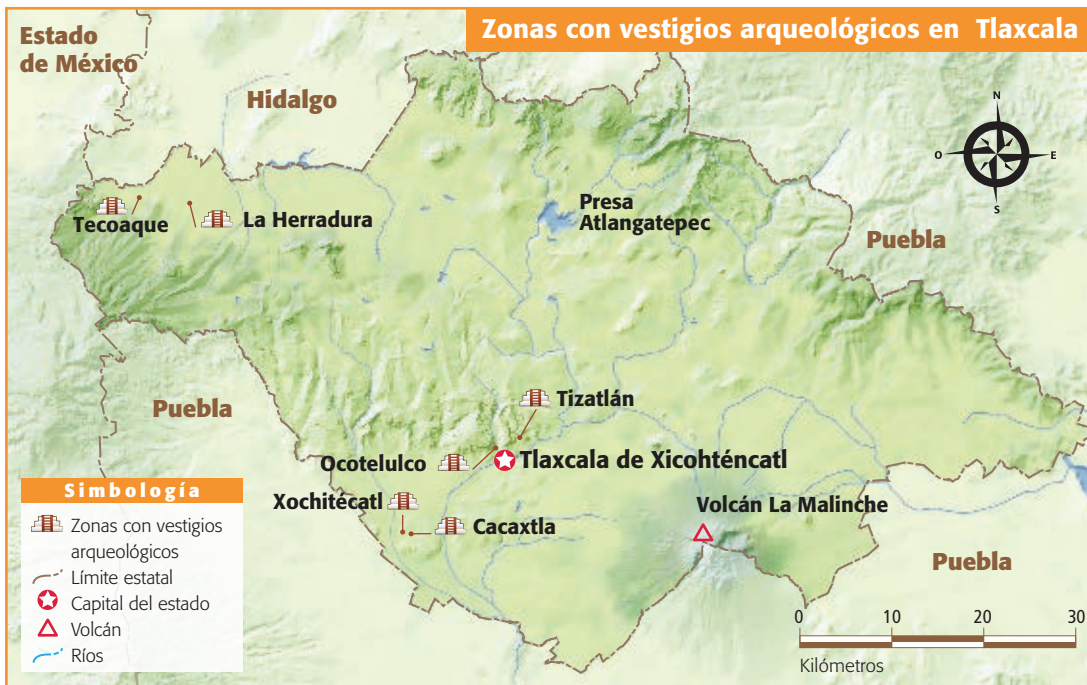 Zonas con vestigios arqueológicos en Tlaxcala
Estado
de México
Hidalgo
N
O
E
S
Tecoaque
La Herradura
Presa
Atlangatepec
Puebla
Puebla
Tizatlán
Ocotelulco
Tlaxcala de Xicohténcatl
Xochitécatl
Cacaxtla
Volcán La Malinche
Puebla
Simbología
Zonas con vestigios
arqueológicos
Límite estatal
Capital del estado
Volcán
Ríos
0 10 20 30
Kilómetros